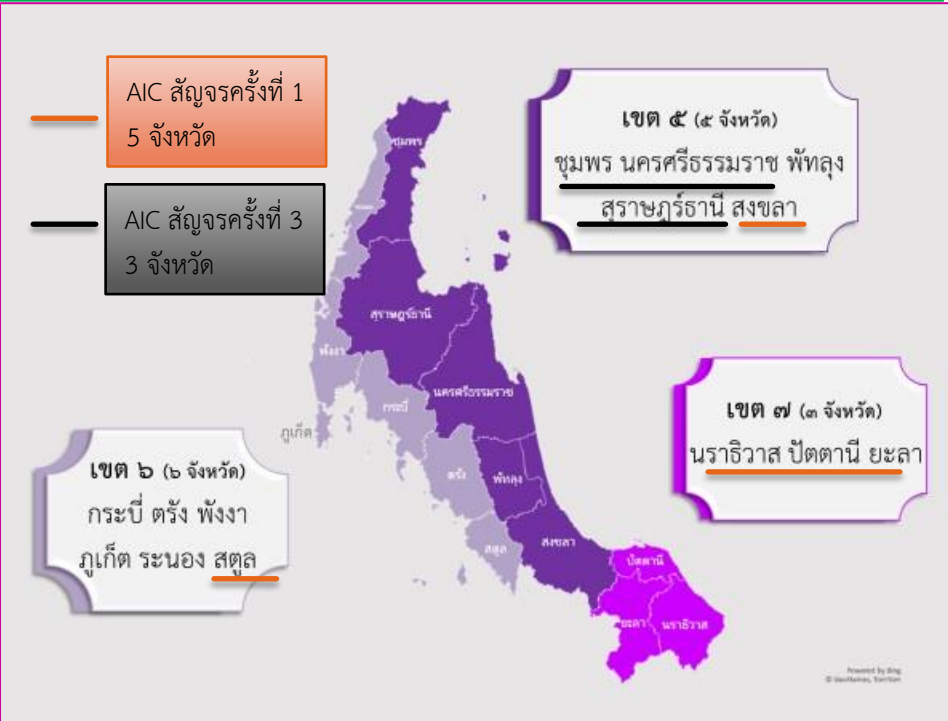 AIC สัญจรครั้งที่ 1
5 จังหวัด
AIC สัญจรครั้งที่ 3
3 จังหวัด
เขต ๕ (๕ จังหวัด)
ชุมพร นครศรีธรรมราช พัทลุง
สุราษฎร์ธานี สงขลา
ชุมพร
สุราษฎร์ธานี
พังงา
นครศรีธรรมราช
กระบี่
ภูเก็ต
ตรัง
พัทลุง
สตูล
สงขลา
ปัตตานี
ยะลา
นราธิวาส
เขต ๖ (๖ จังหวัด)
กระบี่ ตรัง พังงา
ภูเก็ต ระนอง สตูล
เขต ๗ (๓ จังหวัด)
นราธิวาส ปัตตานี ยะลา
Powered by Bing
© GeoNames, TomTom